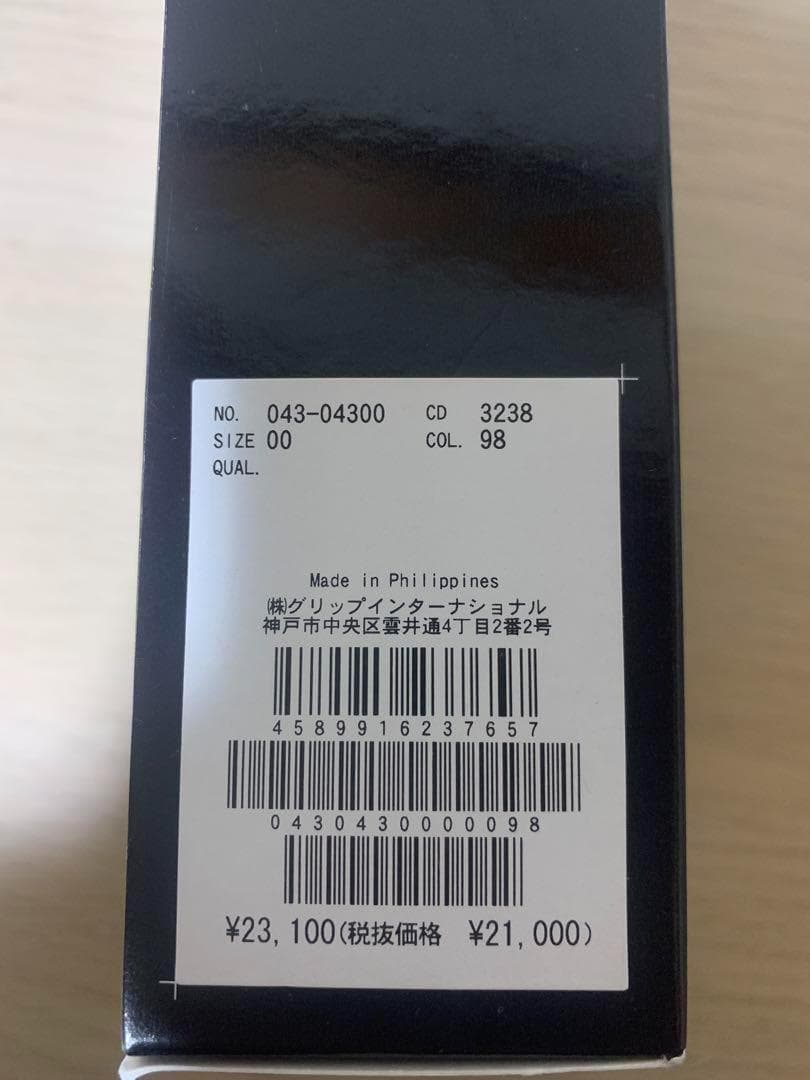 NO. 043-04300 CD 3238
SIZE 00 COL. 98
QUAL.
Made in Philippines
㈱グリップインターナショナル
神戸市中央区雲井通4丁目2番2号
4589916237657
0430430000098
¥23,100(税抜価格 ¥21,000)